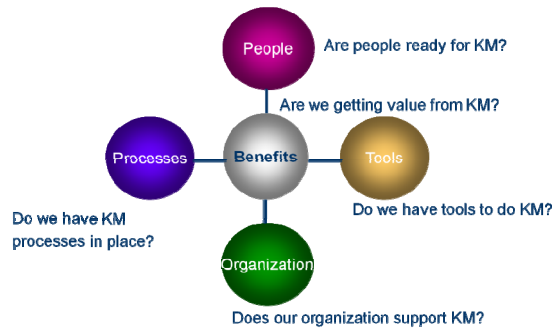 People
Are people ready for KM?
Are we getting value from KM?
Processes
Benefits
Tools
Do we have KM
processes in place?
Do we have tools to do KM?
Organization
Does our organization support KM?